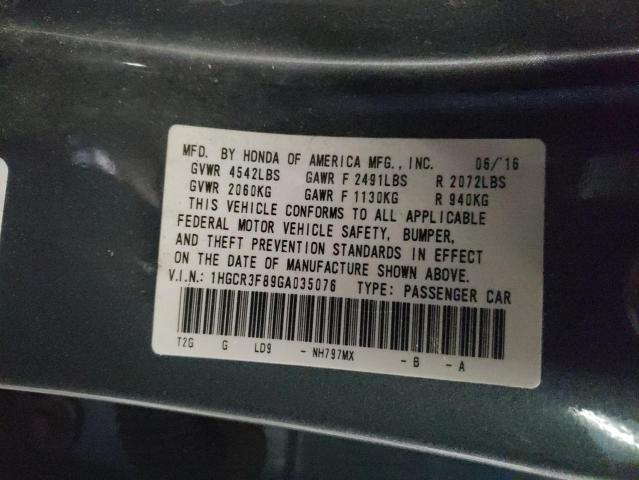 MFD. BY HONDA OF AMERICA MFG., INC. 06/'16
GVWR 4542LBS GAWR F 2491LBS R 2072LBS
GVWR 2060KG GAWR F 1130KG R 940KG
THIS VEHICLE CONFORMS TO ALL APPLICABLE
FEDERAL MOTOR VEHICLE SAFETY, BUMPER,
AND THEFT PREVENTION STANDARDS IN EFFECT
ON THE DATE OF MANUFACTURE SHOWN ABOVE.
V.I.N.: 1HGCR3F89GA035076 TYPE: PASSENGER CAR
T2G G LD9 - NH797MX - B - A